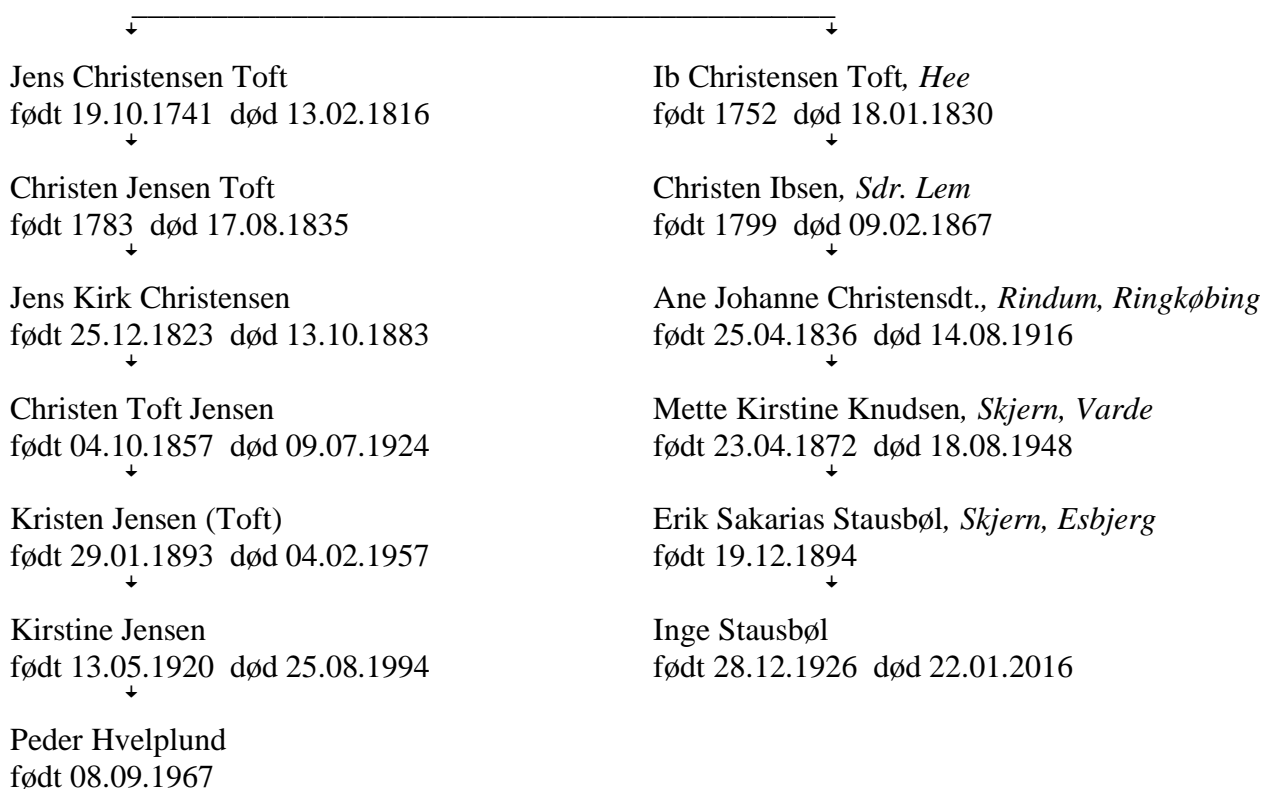 Jens Christensen Toft
født 19.10.1741 død 13.02.1816
Christen Jensen Toft
født 1783 død 17.08.1835
Jens Kirk Christensen
født 25.12.1823 død 13.10.1883
Christen Toft Jensen
født 04.10.1857 død 09.07.1924
Kristen Jensen (Toft)
født 29.01.1893 død 04.02.1957
Kirstine Jensen
født 13.05.1920 død 25.08.1994
Peder Hvelplund
født 08.09.1967
Ib Christensen Toft, Hee
født 1752 død 18.01.1830
Christen Ibsen, Sdr. Lem
født 1799 død 09.02.1867
Ane Johanne Christensdt., Rindum, Ringkøbing
født 25.04.1836 død 14.08.1916
Mette Kirstine Knudsen, Skjern, Varde
født 23.04.1872 død 18.08.1948
Erik Sakarias Stausbøl, Skjern, Esbjerg
født 19.12.1894
Inge Stausbøl
født 28.12.1926 død 22.01.2016